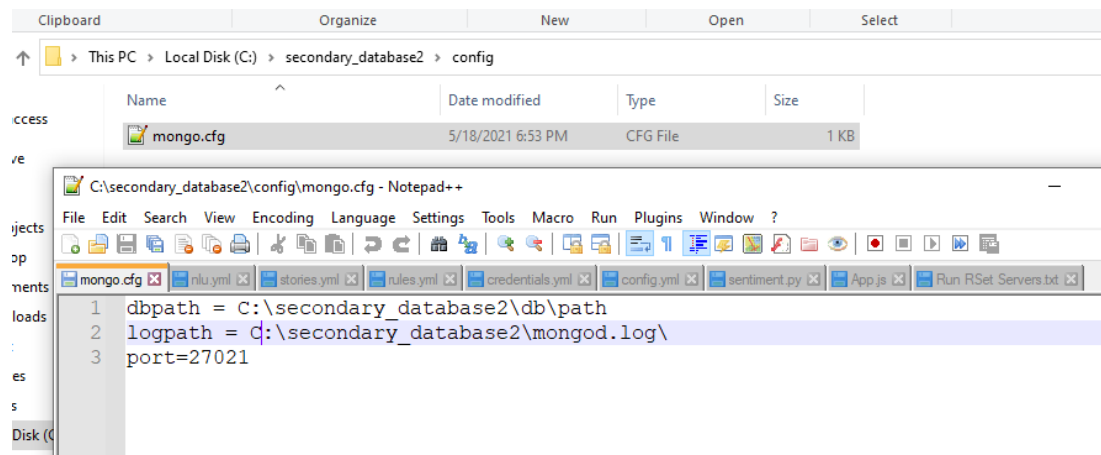 Clipboard Organize New Open Select
This PC > Local Disk (C:) > secondary_database2 > config
Name Date modified Type Size
ccess
mongo.cfg 5/18/2021 6:53 PM CFG File 1 KB
ve
C:\secondary_database2\config\mongo.cfg - Notepad++
File Edit Search View Encoding Language Settings Tools Macro Run Plugins Window ?
jects
op
mongo.cfg nlu.yml stories.yml rules.yml credentials.yml config.yml sentiment.py App.js Run RSet Servers.txt
ments
1 dbpath = C:\secondary_database2\db\path
loads
2 logpath = C:\secondary_database2\mongod.log\
3 port=27021
es
s
Disk (C